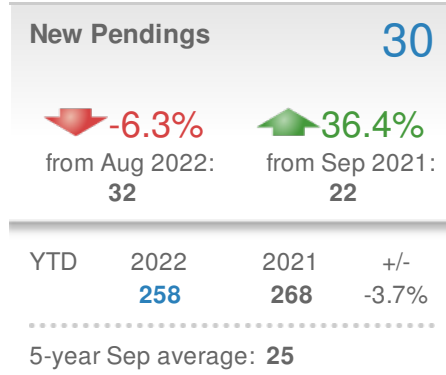 New Pendings 30
-6.3% 36.4%
from Aug 2022: from Sep 2021:
32 22
YTD 2022 2021 +/-
258 268 -3.7%
5-year Sep average: 25